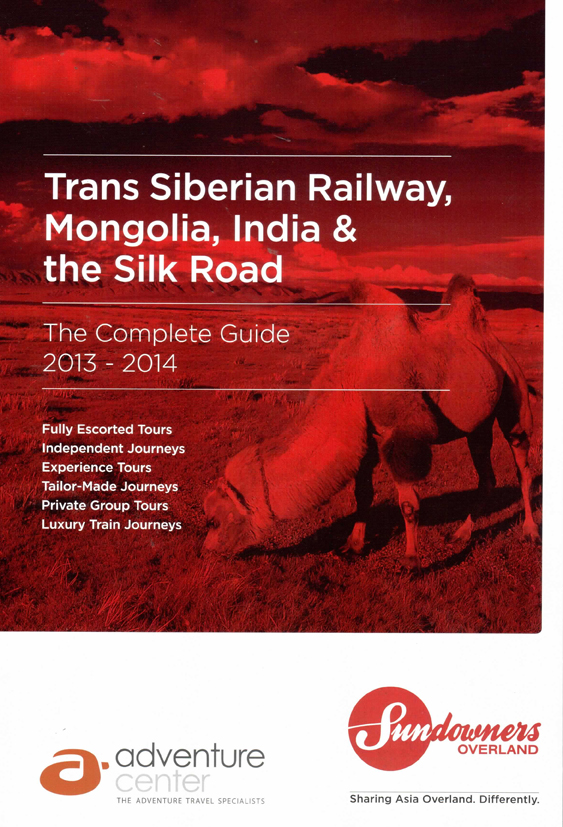 Trans Siberian Railway,
Mongolia, India &
the Silk Road
The Complete Guide
2013 - 2014
Fully Escorted Tours
Independent Journeys
Experience Tours
Tailor-Made Journeys
Private Group Tours
Luxury Train Journeys
a.
adventure
center
THE ADVENTURE TRAVEL SPECIALISTS
Sundowners
OVERLAND
Sharing Asia Overland. Differently.